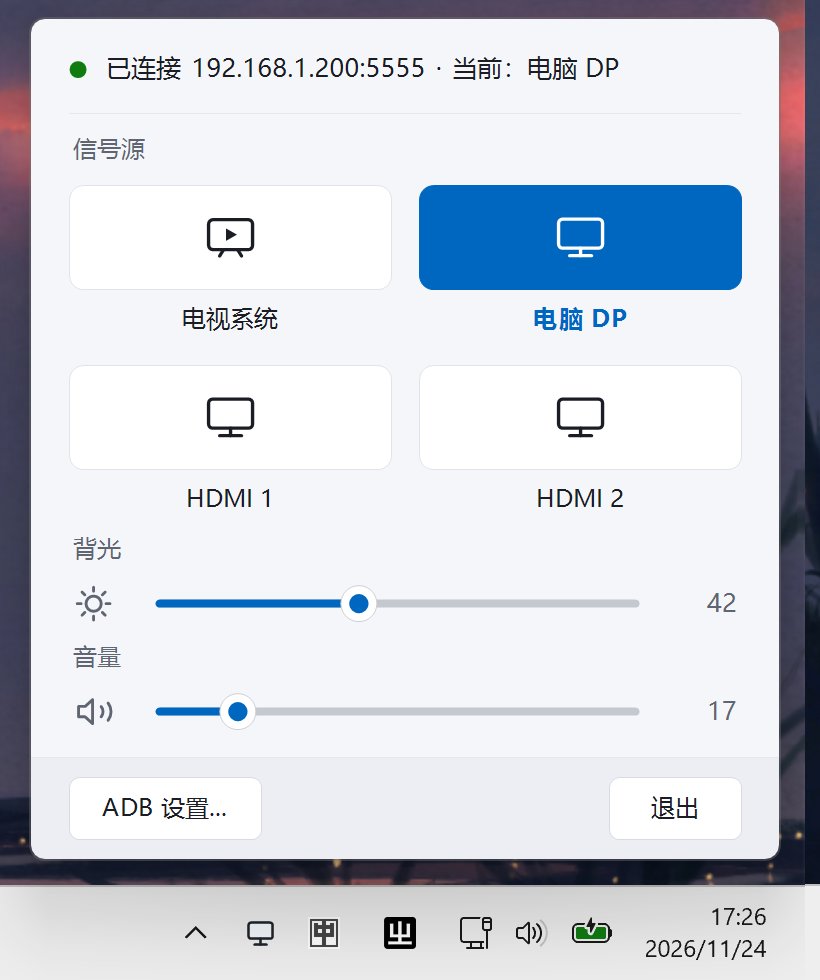 已连接 192.168.1.200:5555 · 当前：电脑 DP
信号源
电视系统
电脑 DP
HDMI 1
HDMI 2
背光
42
音量
17
ADB 设置...
退出
中
17:26
2026/11/24